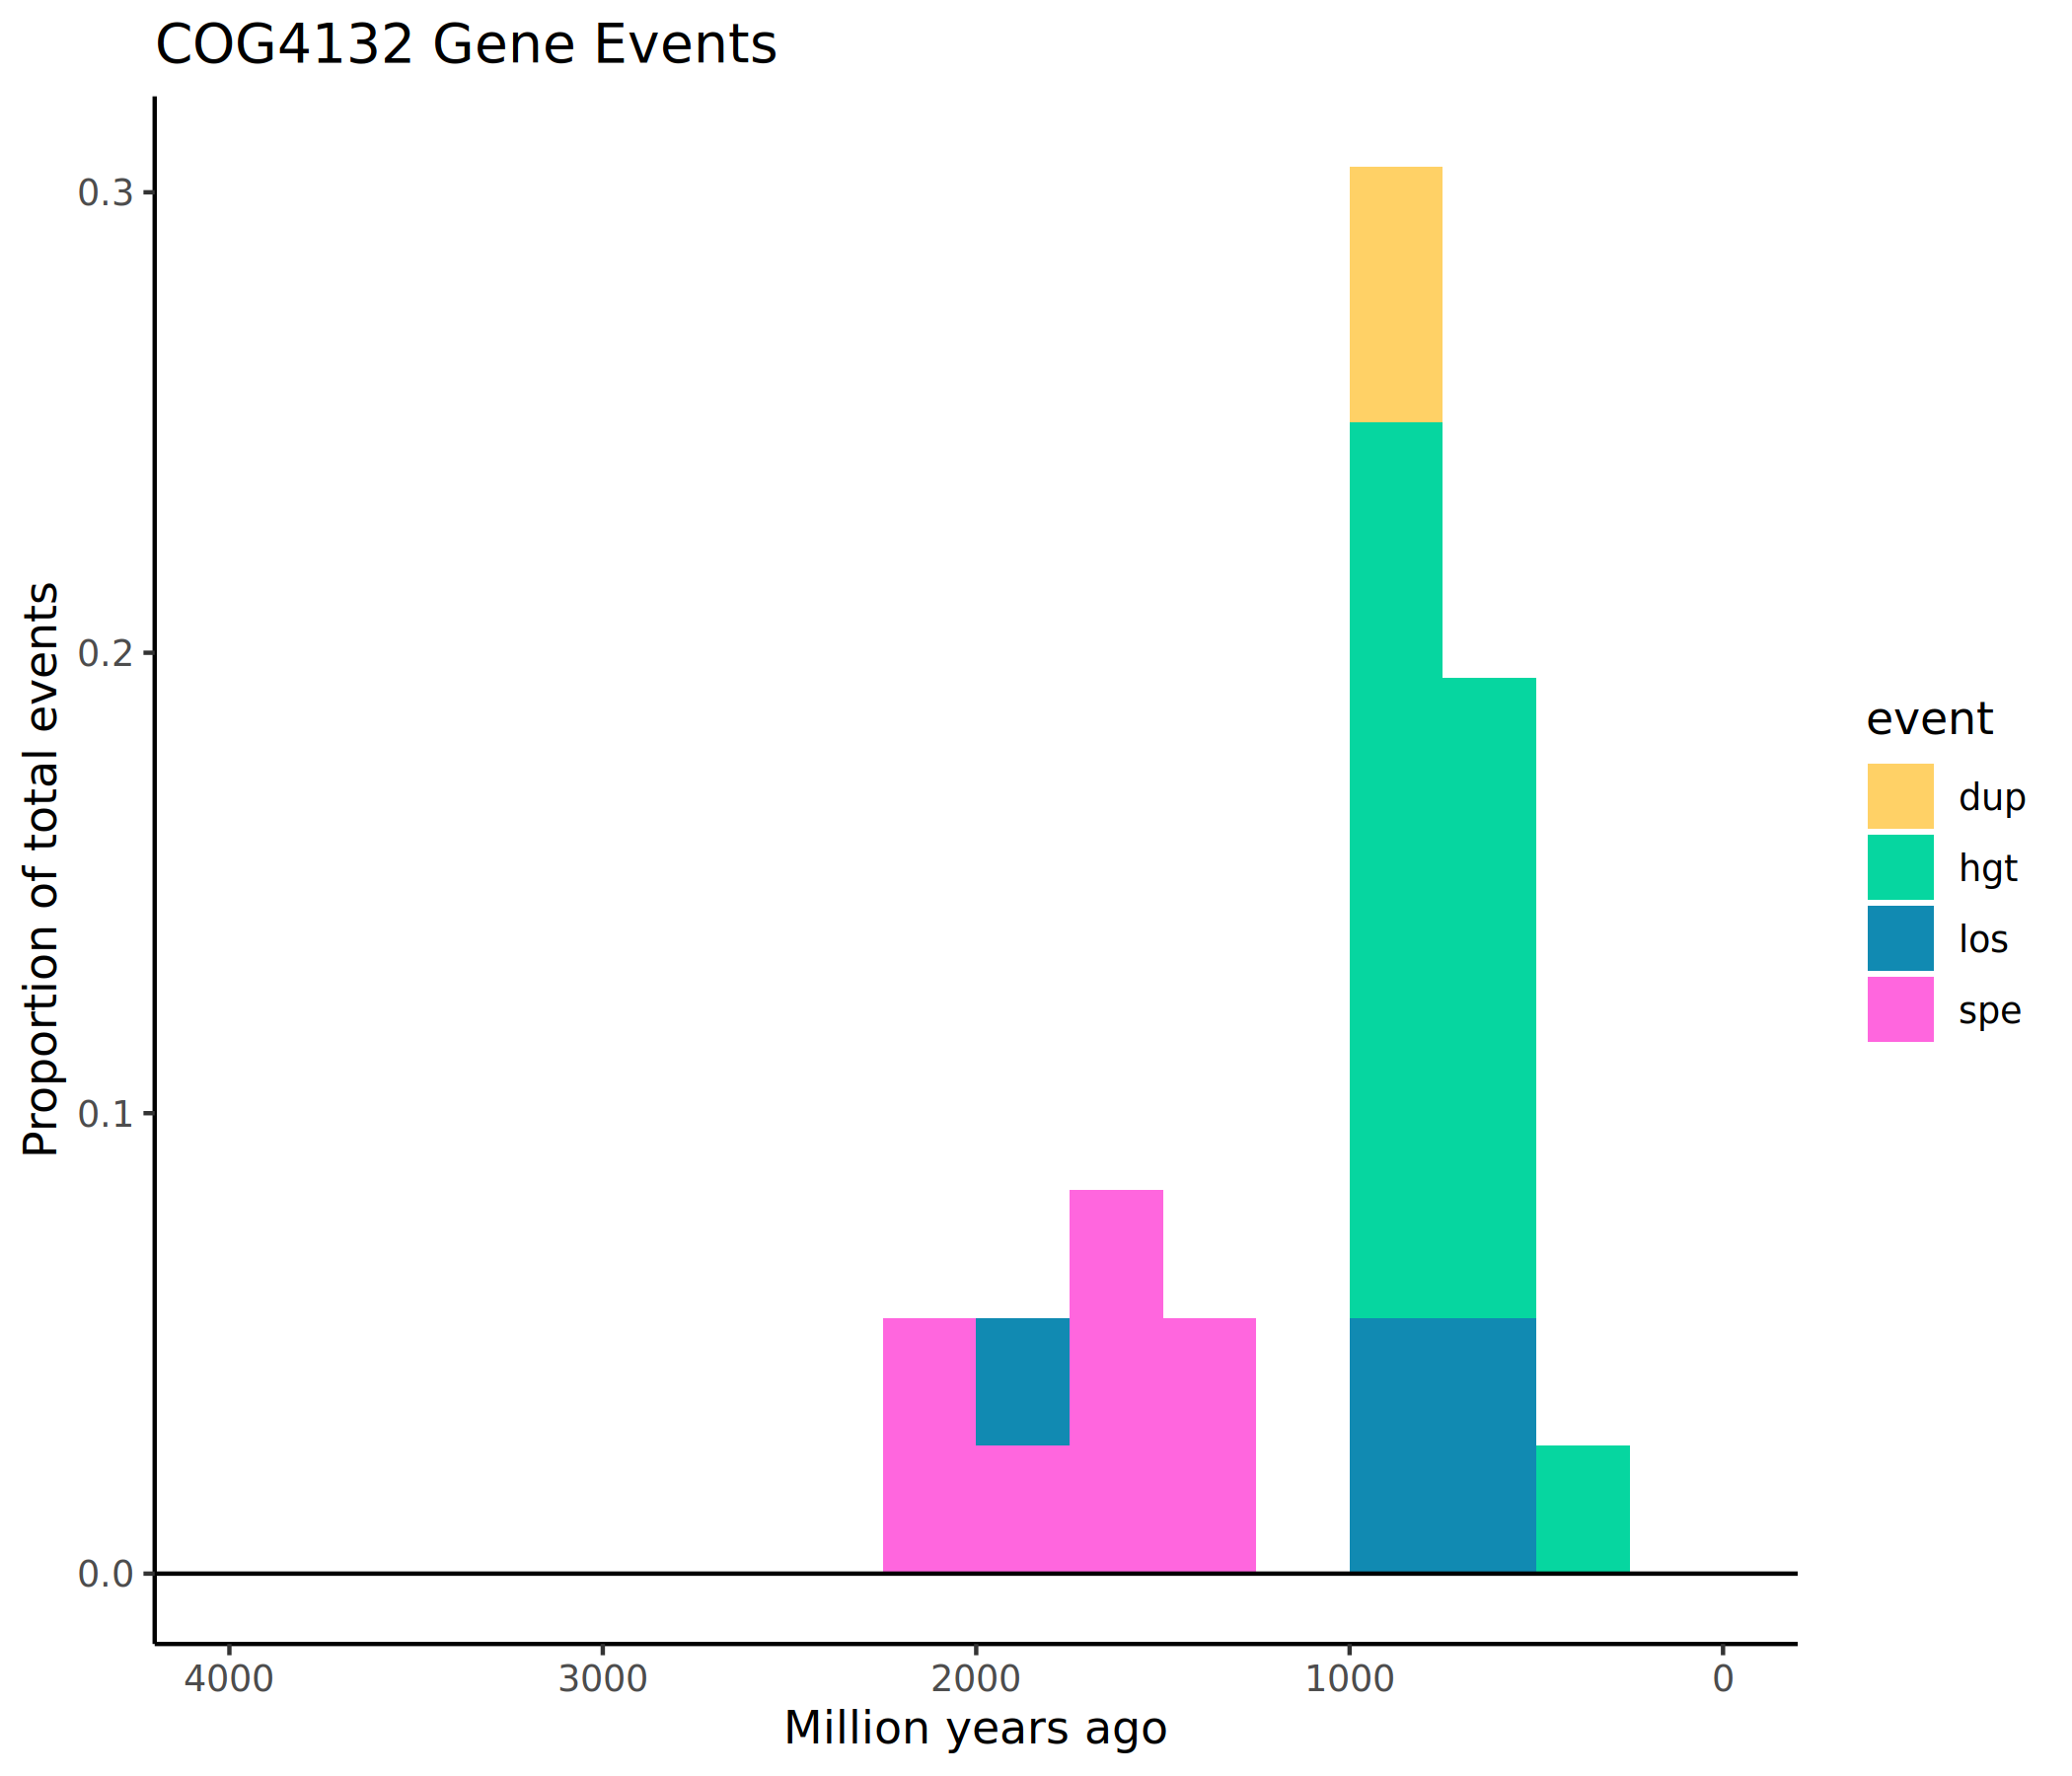 COG4132 Gene Events
Proportion of total events
0.3
0.2
0.1
0.0
4000 3000 2000 1000 0
Million years ago
event
dup
hgt
los
spe